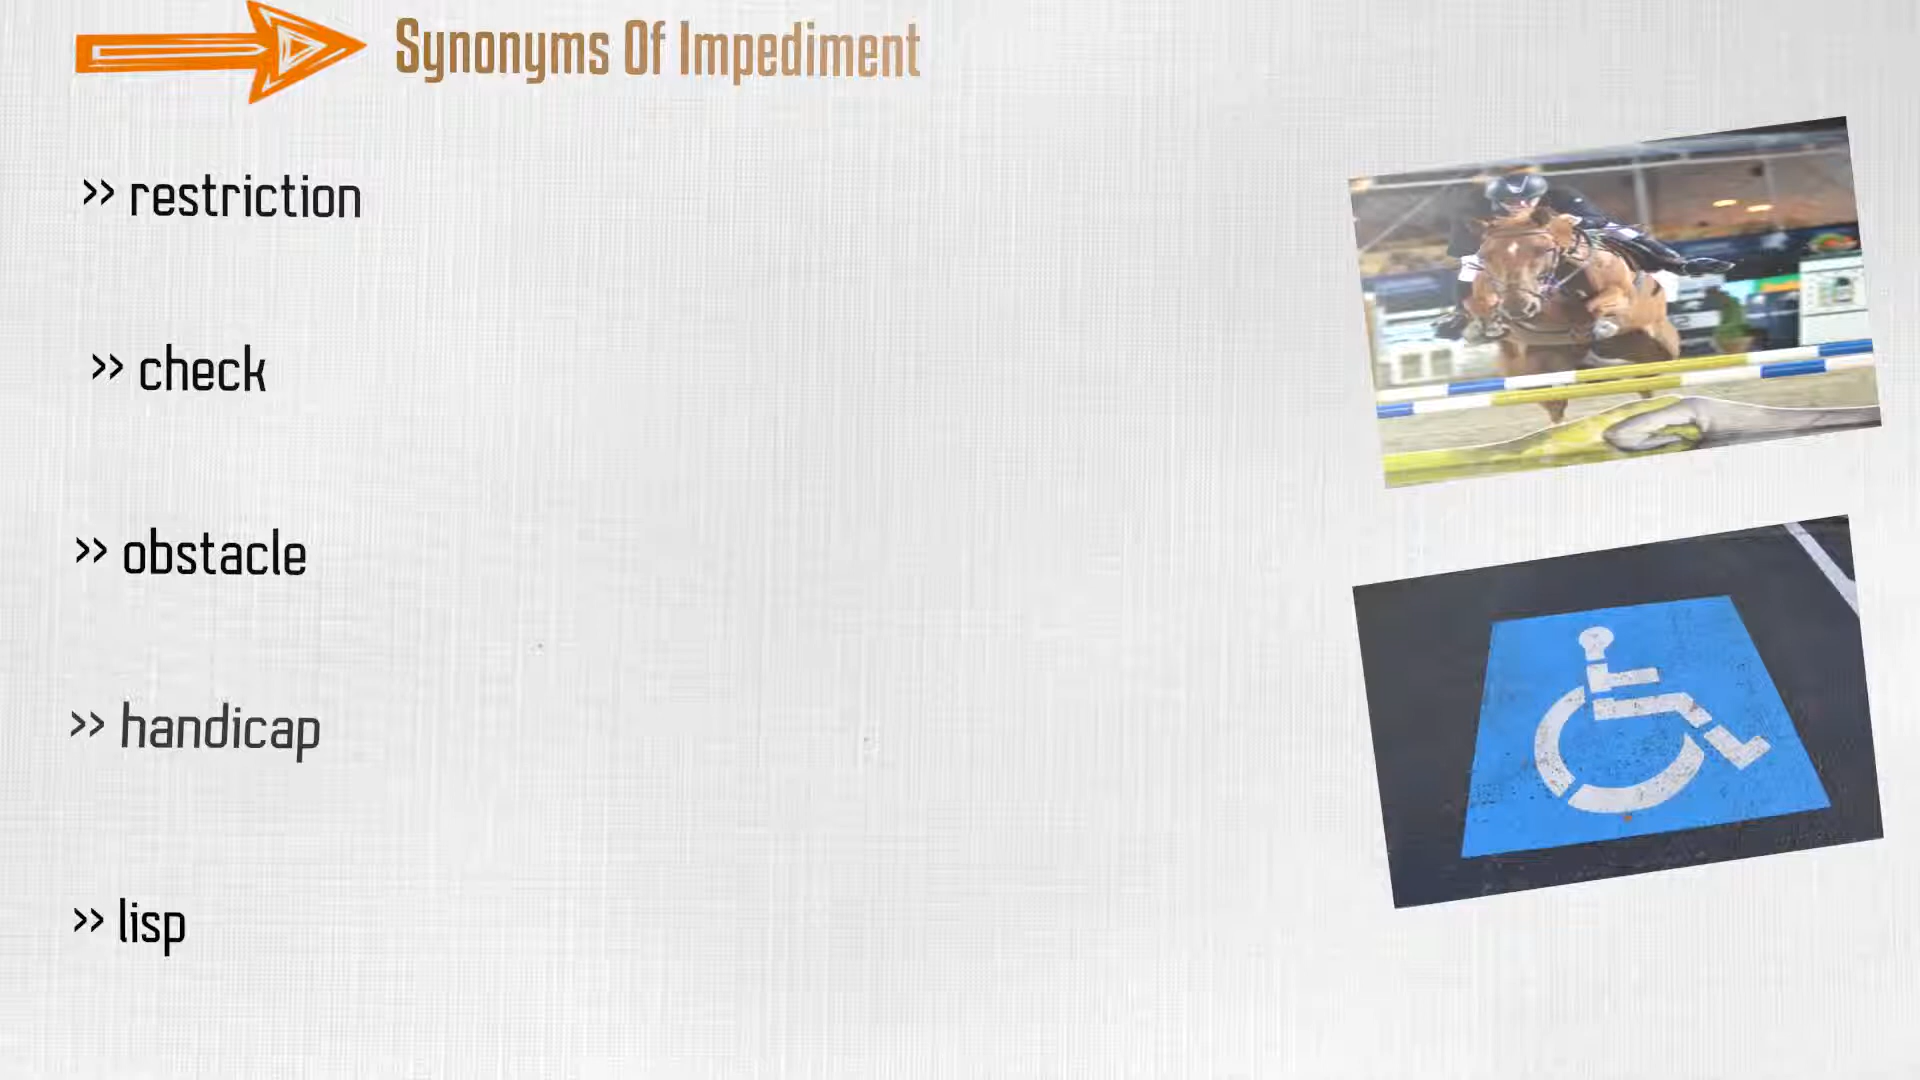 Synonyms Of Impediment
>> restriction
>> check
>> obstacle
>> handicap
>> lisp